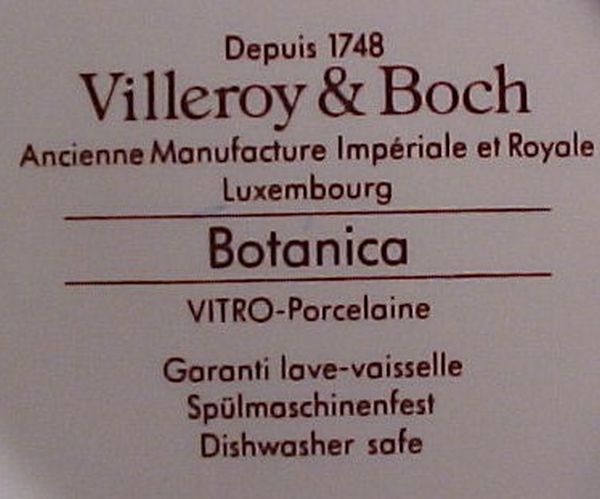 Depuis 1748
Villeroy & Boch
Ancienne Manufacture Impériale et Royale
Luxembourg
Botanica
VITRO-Porcelaine
Garanti lave-vaisselle
Spülmaschinenfest
Dishwasher safe